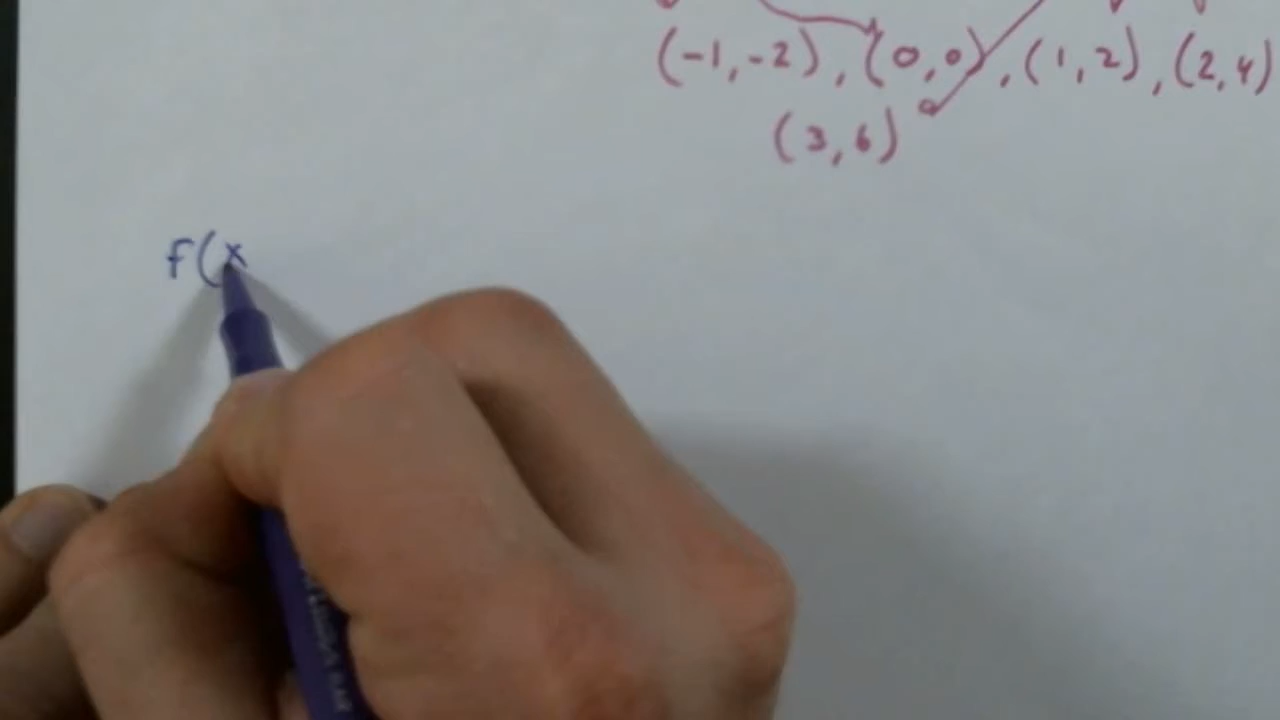 (-1,-2), (0,0), (1,2), (2,4)
(3,6)
f(x